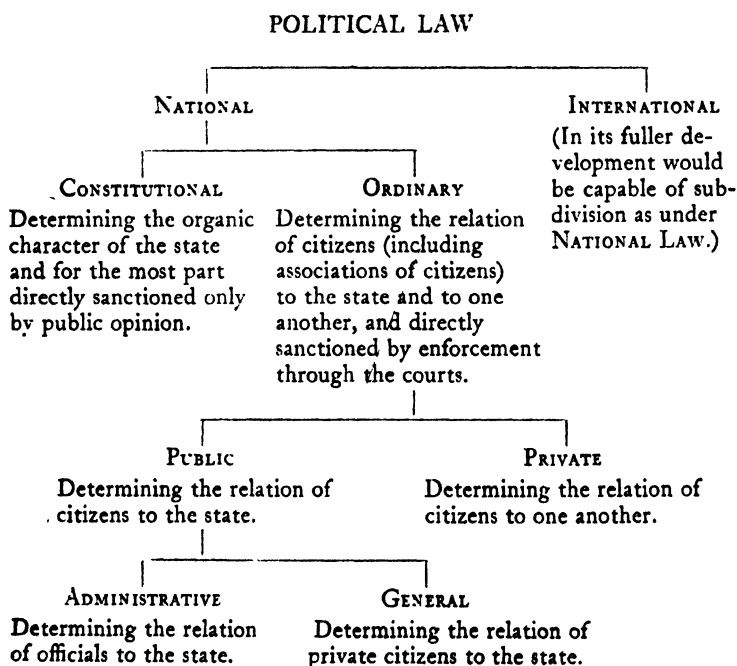 POLITICAL LAW
NATIONAL
INTERNATIONAL
(In its fuller de-
velopment would
be capable of sub-
division as under
NATIONAL LAW.)
CONSTITUTIONAL
Determining the organic
character of the state
and for the most part
directly sanctioned only
by public opinion.
ORDINARY
Determining the relation
of citizens (including
associations of citizens)
to the state and to one
another, and directly
sanctioned by enforcement
through the courts.
PUBLIC
Determining the relation of
citizens to the state.
PRIVATE
Determining the relation of
citizens to one another.
ADMINISTRATIVE
Determining the relation
of officials to the state.
GENERAL
Determining the relation of
private citizens to the state.